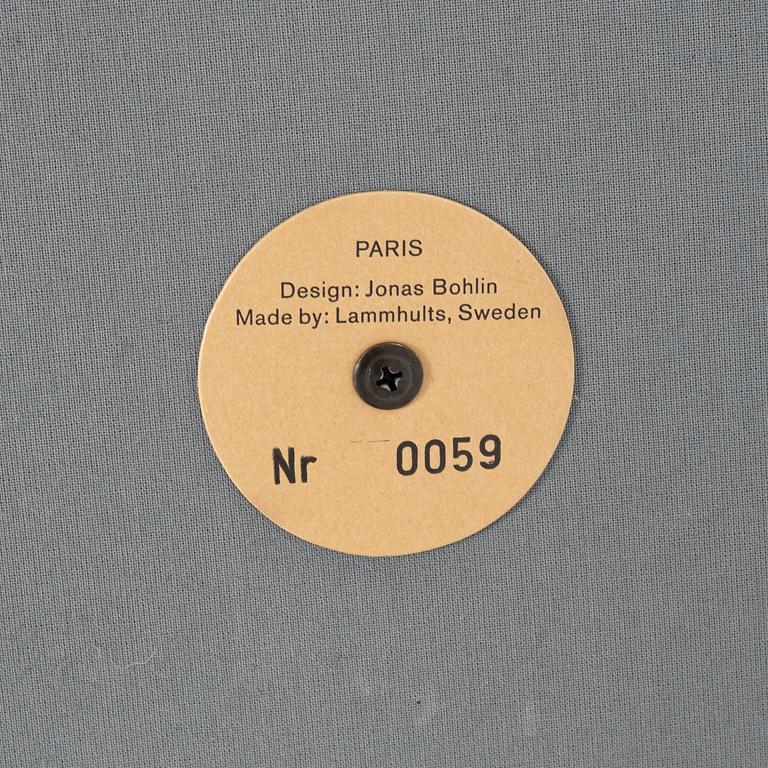 PARIS
Design: Jonas Bohlin
Made by: Lammhults, Sweden
Nr 0059